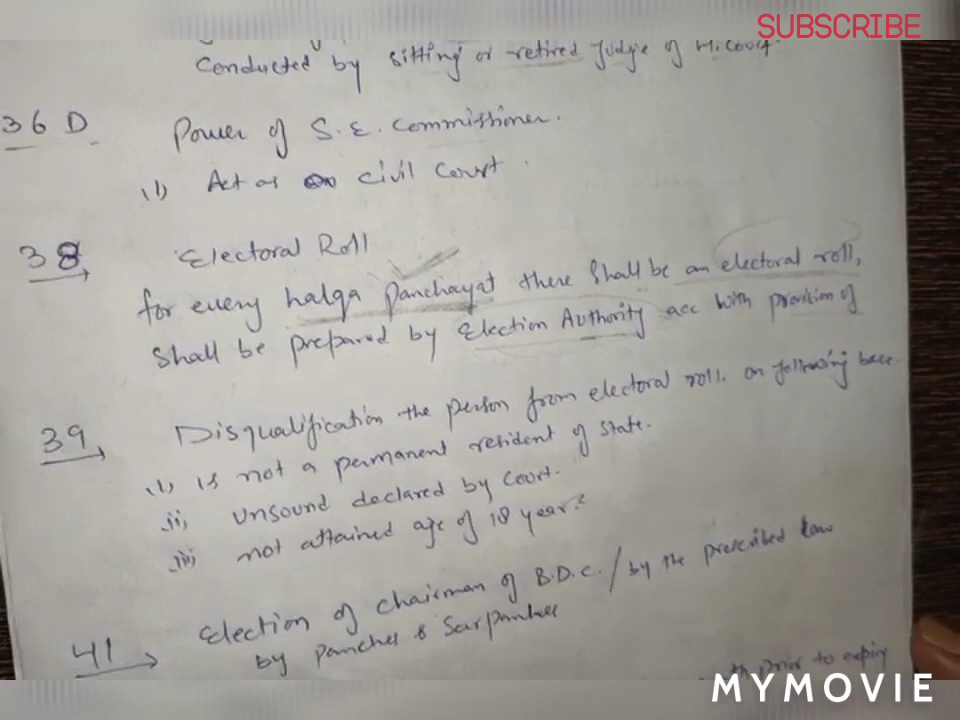 SUBSCRIBE
Conducted by sitting or retired Judge of H. Court.
36 D Power of S. E. Commissioner.
(i) Act as civil Court.
38 Electoral Roll
for every halqa panchayat there shall be an electoral roll,
shall be prepared by Election Authority acc with provision of
39 Disqualification the person from electoral roll. on following base.
(i) is not a permanent resident of state.
ii) unsound declared by court.
iii) not attained age of 18 year.
41 Election of chairman of B.D.C. / by the prescribed law
by panches & Sarpanches
prior to expiry
MYMOVIE